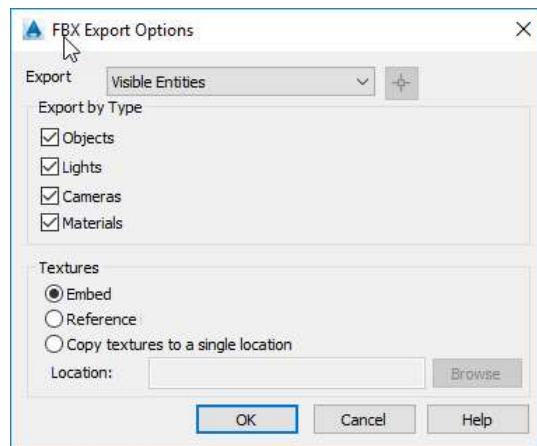 FBX Export Options
Export Visible Entities
Export by Type
Objects
Lights
Cameras
Materials
Textures
Embed
Reference
Copy textures to a single location
Location: Browse
OK Cancel Help